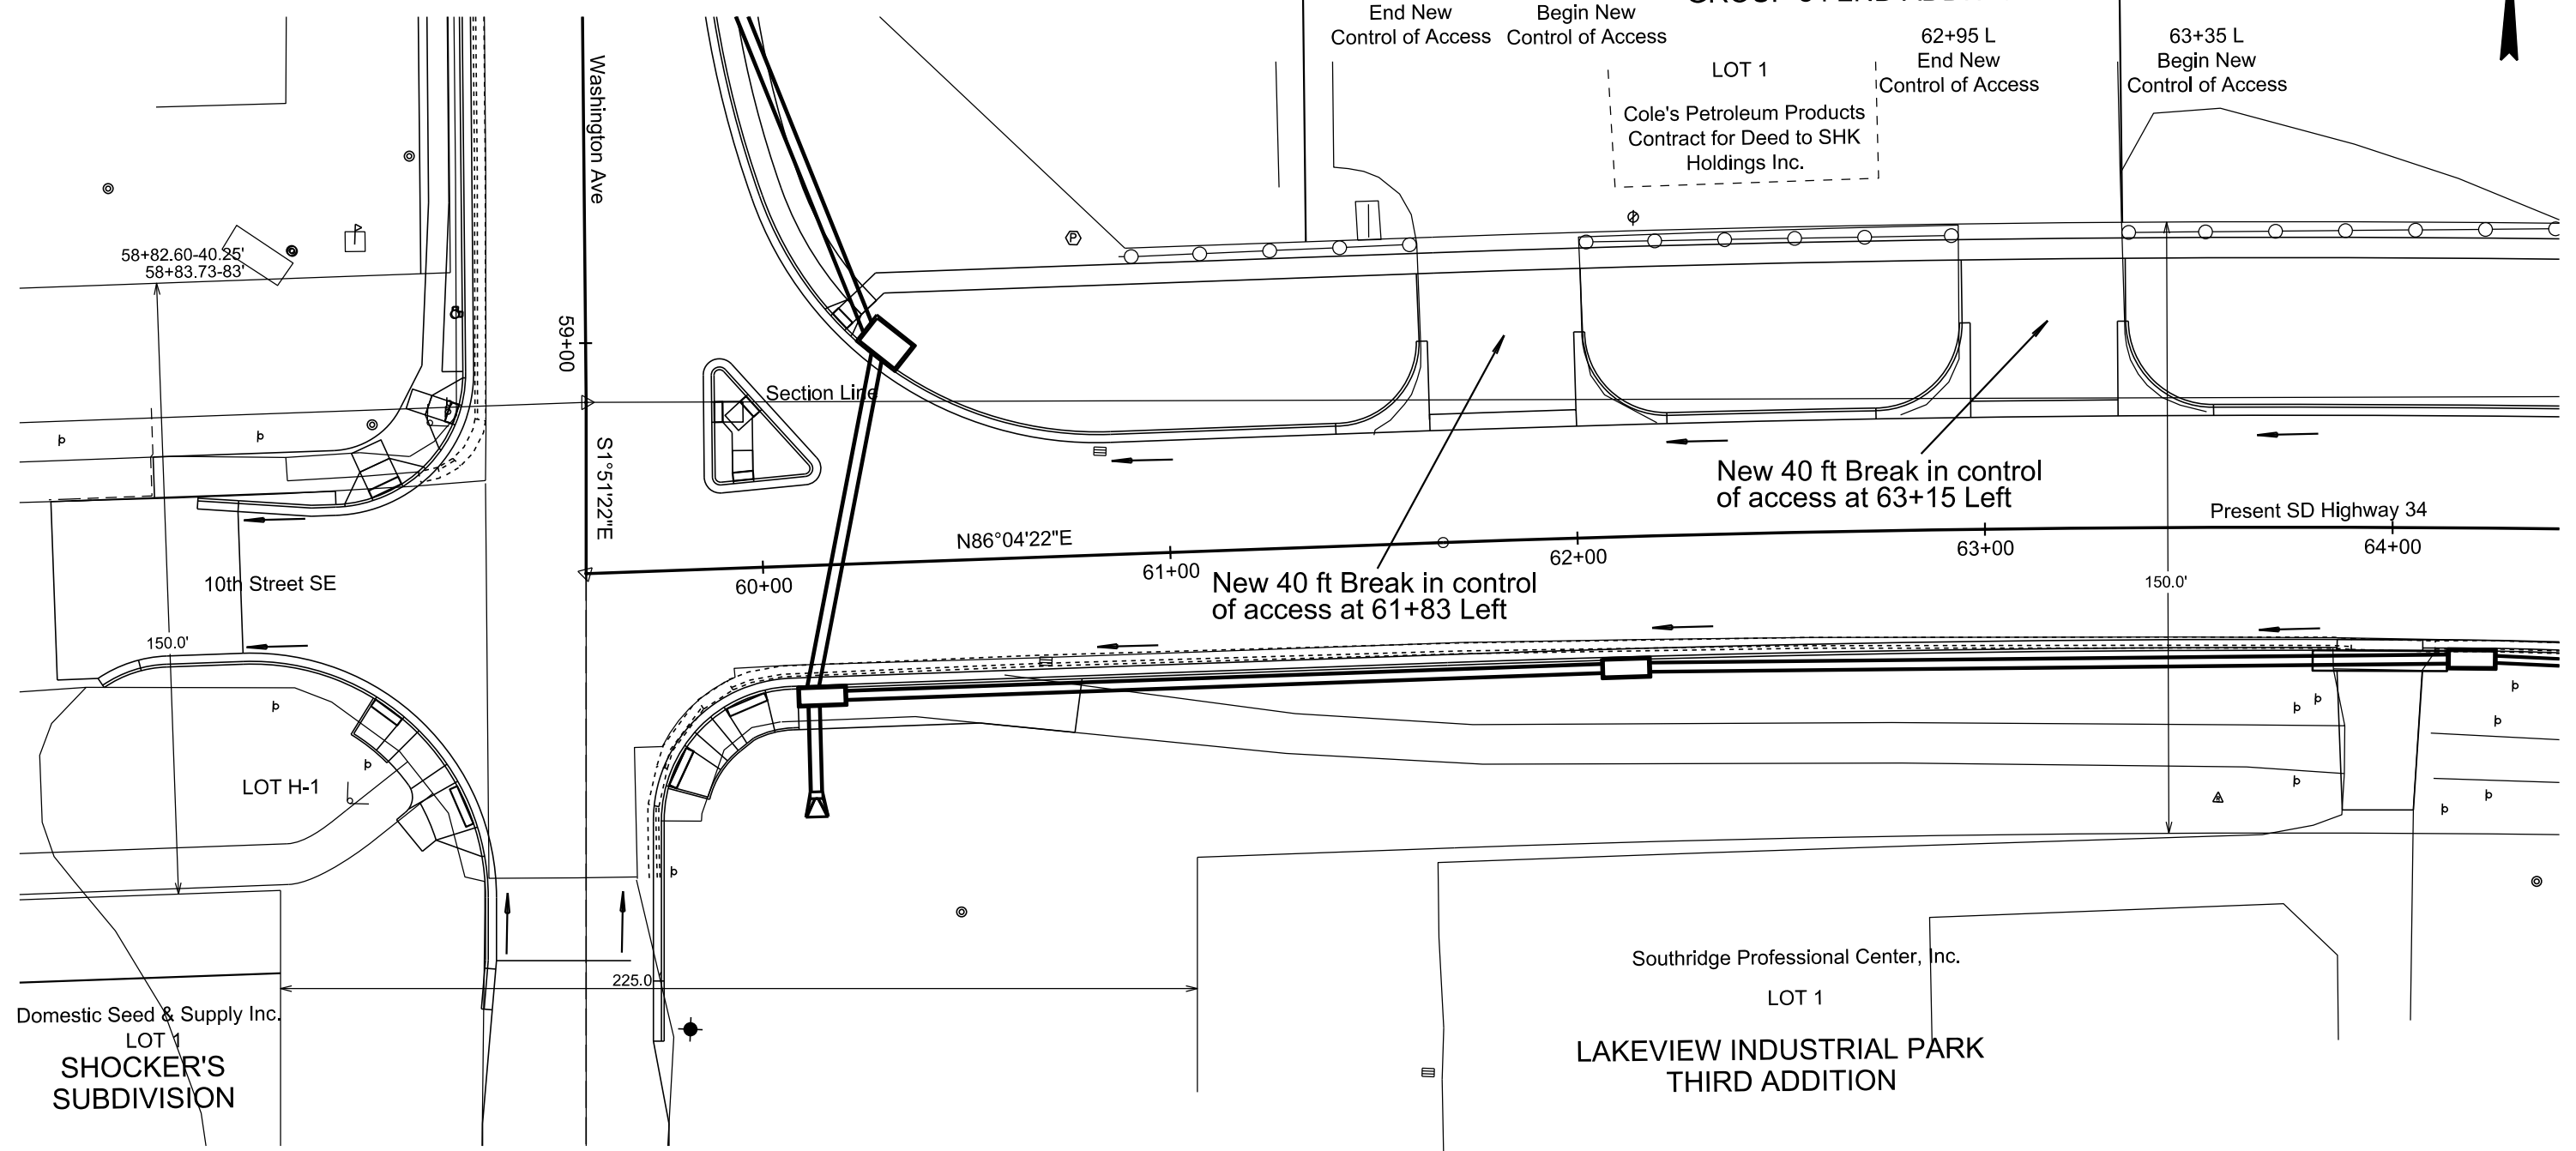 End New
Control of Access
Begin New
Control of Access
62+95 L
End New
Control of Access
63+35 L
Begin New
Control of Access
LOT 1
Cole's Petroleum Products
Contract for Deed to SHK
Holdings Inc.
Washington Ave
58+82.60-40.25'
58+83.73-83'
59+00
Section Line
S1°51'22"E
New 40 ft Break in control
of access at 63+15 Left
Present SD Highway 34
N86°04'22"E
60+00
61+00
62+00
63+00
64+00
New 40 ft Break in control
of access at 61+83 Left
150.0'
10th Street SE
150.0'
LOT H-1
225.0
Southridge Professional Center, Inc.
LOT 1
LAKEVIEW INDUSTRIAL PARK
THIRD ADDITION
Domestic Seed & Supply Inc.
LOT 1
SHOCKER'S
SUBDIVISION